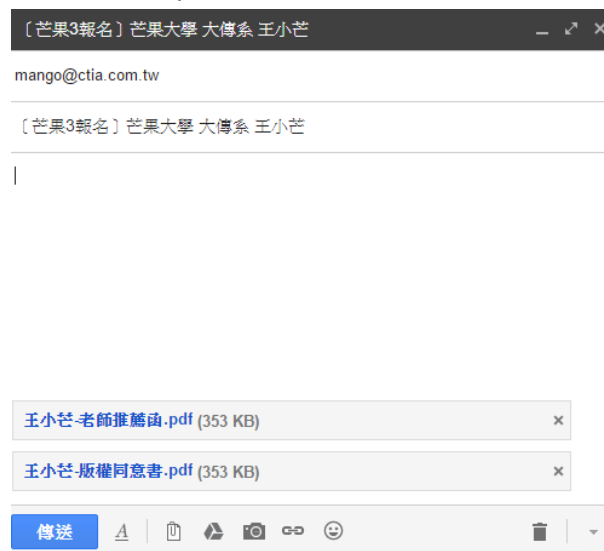 〔芒果3報名〕芒果大學 大傳系 王小芒
mango@ctia.com.tw
〔芒果3報名〕芒果大學 大傳系 王小芒
王小芒-老師推薦函.pdf (353 KB)
王小芒-版權同意書.pdf (353 KB)
傳送 A